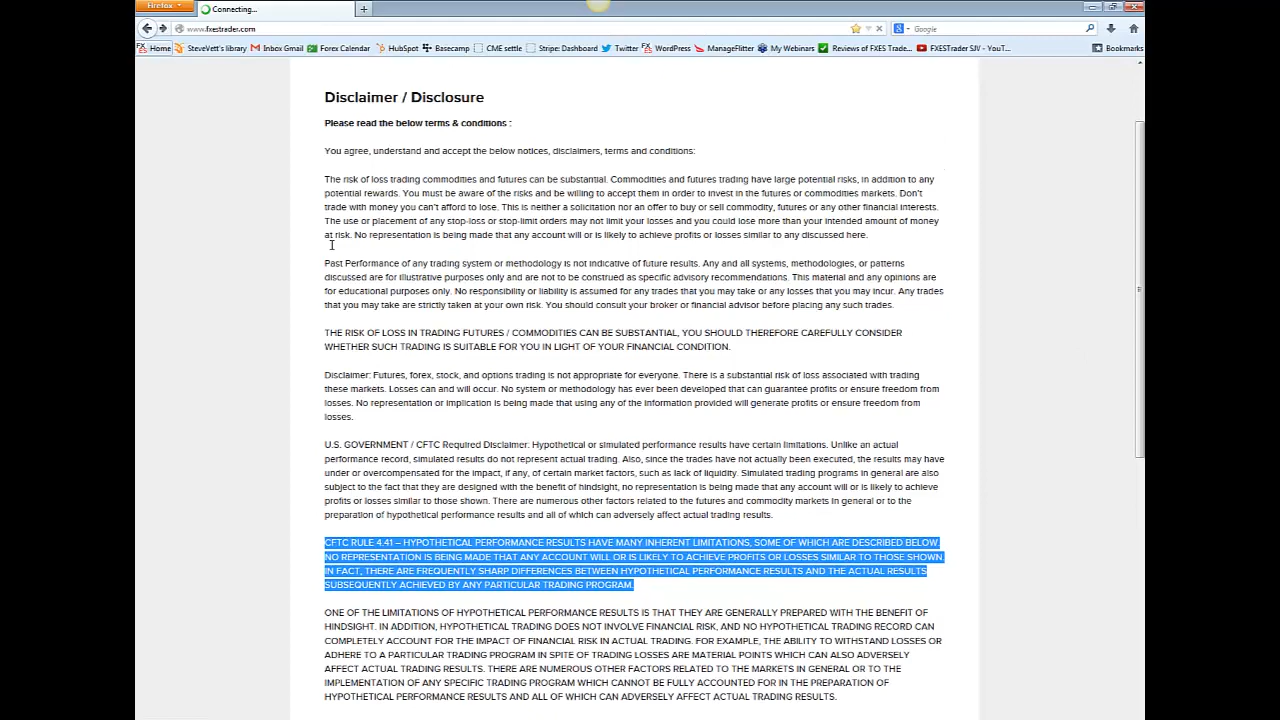 Firefox
Connecting...
www.fxestrader.com
Google
Home
SteveVett's library
Inbox Gmail
Forex Calendar
HubSpot
Basecamp
CME settle
Stripe: Dashboard
Twitter
WordPress
ManageFlitter
My Webinars
Reviews of FXES Trade...
FXESTrader SJV - YouT...
Bookmarks
Disclaimer / Disclosure
Please read the below terms & conditions :
You agree, understand and accept the below notices, disclaimers, terms and conditions:
The risk of loss trading commodities and futures can be substantial. Commodities and futures trading have large potential risks, in addition to any
potential rewards. You must be aware of the risks and be willing to accept them in order to invest in the futures or commodities markets. Don't
trade with money you can't afford to lose. This is neither a solicitation nor an offer to buy or sell commodity, futures or any other financial interests.
The use or placement of any stop-loss or stop-limit orders may not limit your losses and you could lose more than your intended amount of money
at risk. No representation is being made that any account will or is likely to achieve profits or losses similar to any discussed here.
Past Performance of any trading system or methodology is not indicative of future results. Any and all systems, methodologies, or patterns
discussed are for illustrative purposes only and are not to be construed as specific advisory recommendations. This material and any opinions are
for educational purposes only. No responsibility or liability is assumed for any trades that you may take or any losses that you may incur. Any trades
that you may take are strictly taken at your own risk. You should consult your broker or financial advisor before placing any such trades.
THE RISK OF LOSS IN TRADING FUTURES / COMMODITIES CAN BE SUBSTANTIAL, YOU SHOULD THEREFORE CAREFULLY CONSIDER
WHETHER SUCH TRADING IS SUITABLE FOR YOU IN LIGHT OF YOUR FINANCIAL CONDITION.
Disclaimer: Futures, forex, stock, and options trading is not appropriate for everyone. There is a substantial risk of loss associated with trading
these markets. Losses can and will occur. No system or methodology has ever been developed that can guarantee profits or ensure freedom from
losses. No representation or implication is being made that using any of the information provided will generate profits or ensure freedom from
losses.
U.S. GOVERNMENT / CFTC Required Disclaimer: Hypothetical or simulated performance results have certain limitations. Unlike an actual
performance record, simulated results do not represent actual trading. Also, since the trades have not actually been executed, the results may have
under or overcompensated for the impact, if any, of certain market factors, such as lack of liquidity. Simulated trading programs in general are also
subject to the fact that they are designed with the benefit of hindsight, no representation is being made that any account will or is likely to achieve
profits or losses similar to those shown. There are numerous other factors related to the futures and commodity markets in general or to the
preparation of hypothetical performance results and all of which can adversely affect actual trading results.
CFTC RULE 4.41 – HYPOTHETICAL PERFORMANCE RESULTS HAVE MANY INHERENT LIMITATIONS, SOME OF WHICH ARE DESCRIBED BELOW.
NO REPRESENTATION IS BEING MADE THAT ANY ACCOUNT WILL OR IS LIKELY TO ACHIEVE PROFITS OR LOSSES SIMILAR TO THOSE SHOWN.
IN FACT, THERE ARE FREQUENTLY SHARP DIFFERENCES BETWEEN HYPOTHETICAL PERFORMANCE RESULTS AND THE ACTUAL RESULTS
SUBSEQUENTLY ACHIEVED BY ANY PARTICULAR TRADING PROGRAM.
ONE OF THE LIMITATIONS OF HYPOTHETICAL PERFORMANCE RESULTS IS THAT THEY ARE GENERALLY PREPARED WITH THE BENEFIT OF
HINDSIGHT. IN ADDITION, HYPOTHETICAL TRADING DOES NOT INVOLVE FINANCIAL RISK, AND NO HYPOTHETICAL TRADING RECORD CAN
COMPLETELY ACCOUNT FOR THE IMPACT OF FINANCIAL RISK IN ACTUAL TRADING. FOR EXAMPLE, THE ABILITY TO WITHSTAND LOSSES OR
ADHERE TO A PARTICULAR TRADING PROGRAM IN SPITE OF TRADING LOSSES ARE MATERIAL POINTS WHICH CAN ALSO ADVERSELY
AFFECT ACTUAL TRADING RESULTS. THERE ARE NUMEROUS OTHER FACTORS RELATED TO THE MARKETS IN GENERAL OR TO THE
IMPLEMENTATION OF ANY SPECIFIC TRADING PROGRAM WHICH CANNOT BE FULLY ACCOUNTED FOR IN THE PREPARATION OF
HYPOTHETICAL PERFORMANCE RESULTS AND ALL OF WHICH CAN ADVERSELY AFFECT ACTUAL TRADING RESULTS.